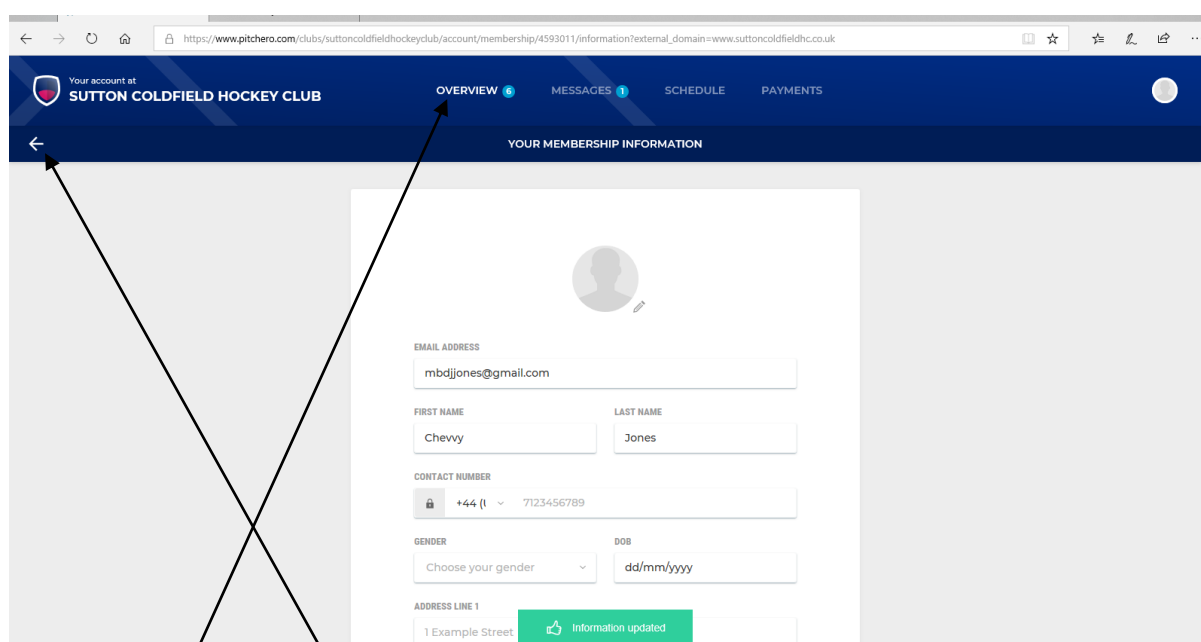 https://www.pitchero.com/clubs/suttoncoldfieldhockeyclub/account/membership/4593011/information?external_domain=www.suttoncoldfieldhc.co.uk
Your account at
SUTTON COLDFIELD HOCKEY CLUB
OVERVIEW 6 MESSAGES 1 SCHEDULE PAYMENTS
YOUR MEMBERSHIP INFORMATION
EMAIL ADDRESS
mbdjjones@gmail.com
FIRST NAME LAST NAME
Chevvy Jones
CONTACT NUMBER
+44 (U 7123456789
GENDER DOB
Choose your gender dd/mm/yyyy
ADDRESS LINE 1
1 Example Street
Information updated